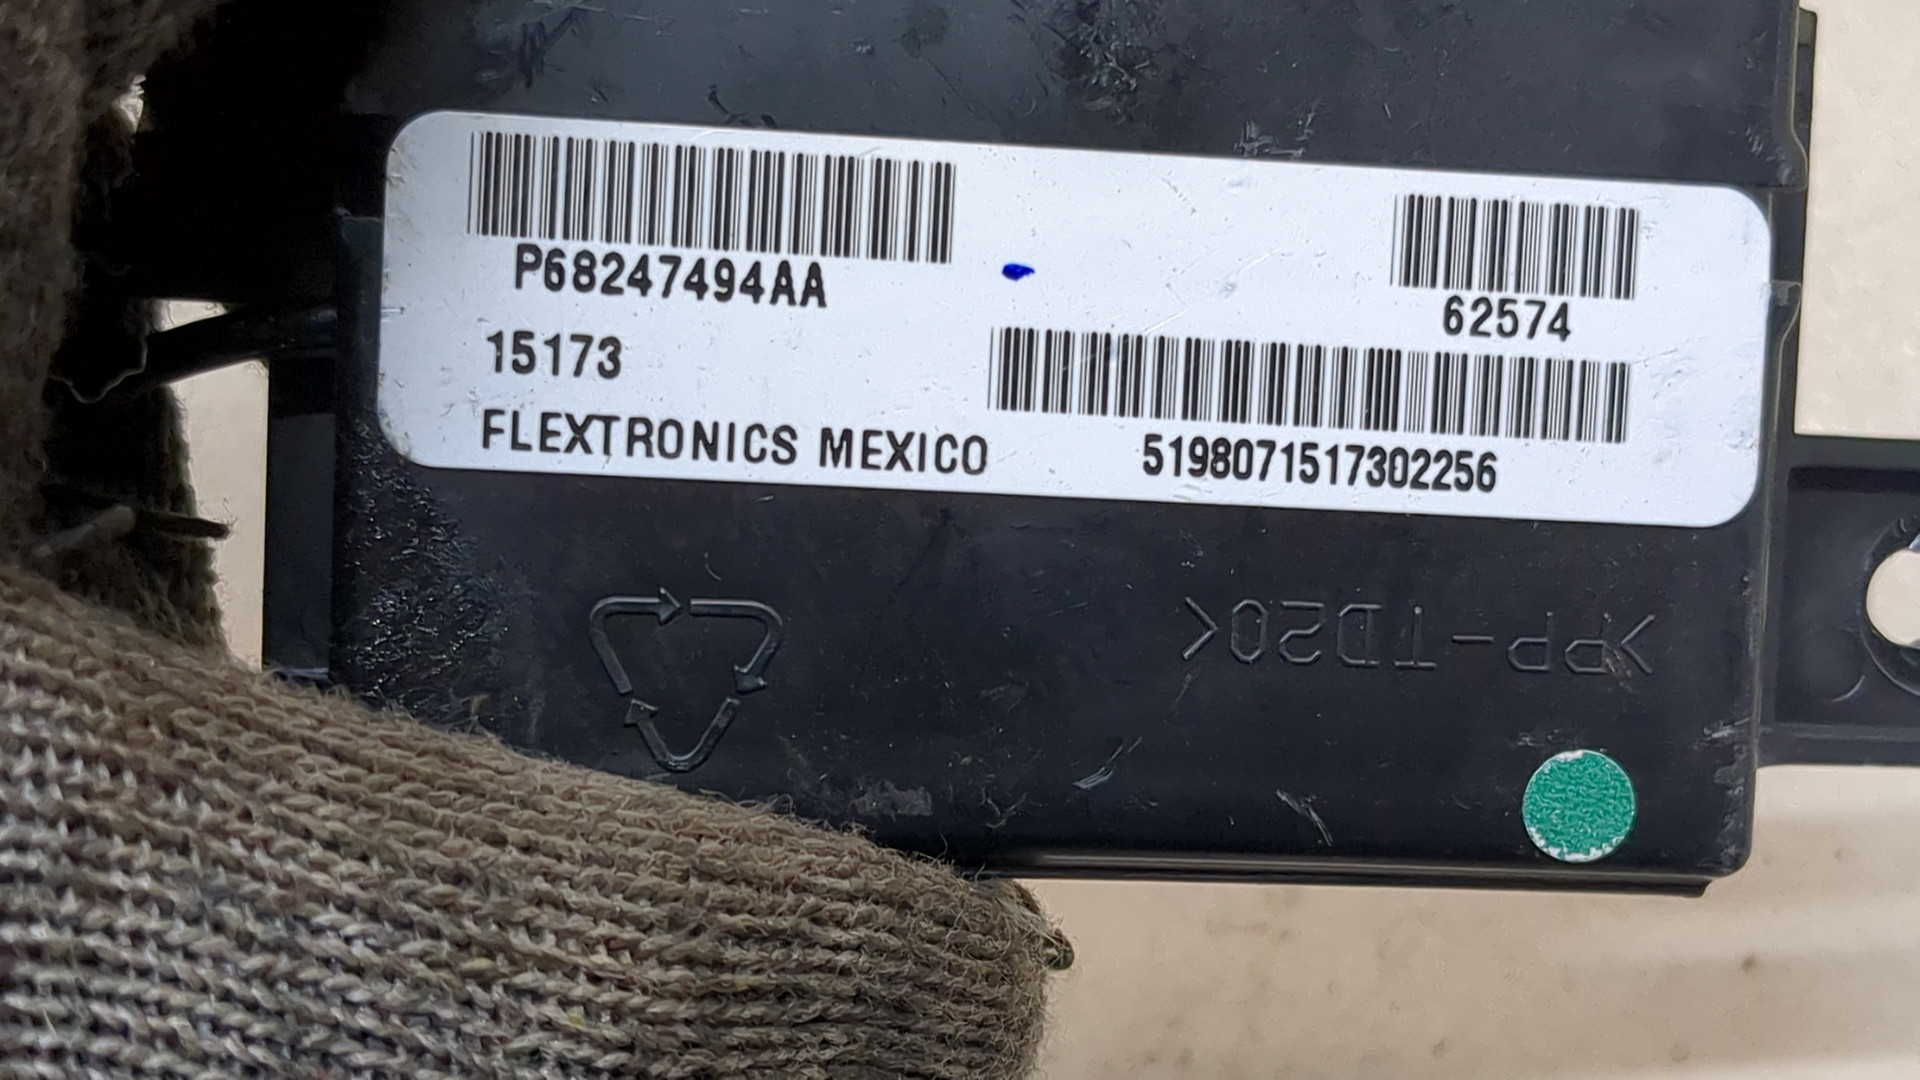 P68247494AA
62574
15173
FLEXTRONICS MEXICO
5198071517302256
>PP-TD20<